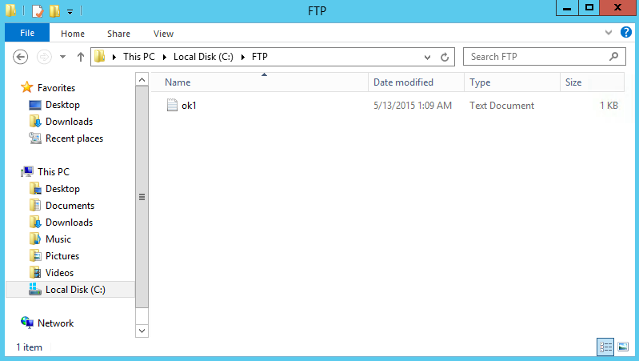 FTP
File Home Share View
This PC Local Disk (C:) FTP
Search FTP
Name Date modified Type Size
ok1 5/13/2015 1:09 AM Text Document 1 KB
Favorites
Desktop
Downloads
Recent places
This PC
Desktop
Documents
Downloads
Music
Pictures
Videos
Local Disk (C:)
Network
1 item